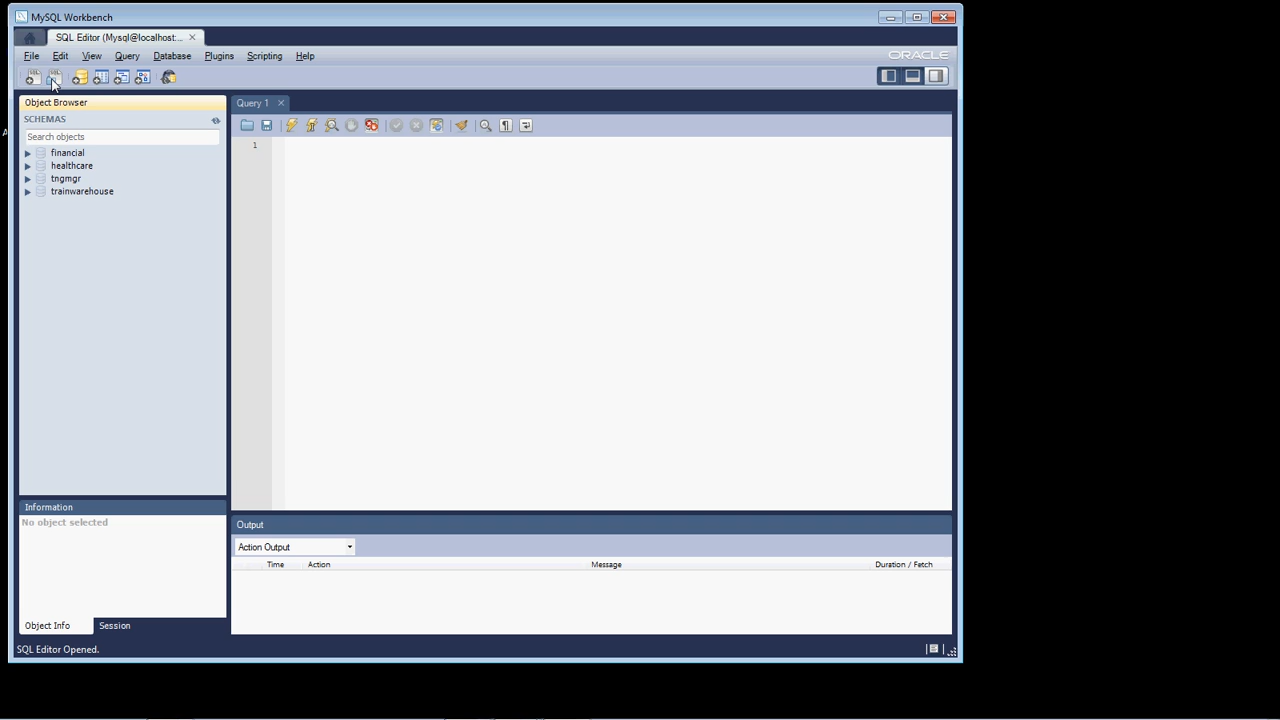 MySQL Workbench
SQL Editor (Mysql@localhost:...
File Edit View Query Database Plugins Scripting Help
ORACLE
Object Browser
SCHEMAS
Search objects
financial
healthcare
tngmgr
trainwarehouse
Query 1
1
Information
No object selected
Object Info Session
Output
Action Output
Time Action Message Duration / Fetch
SQL Editor Opened.